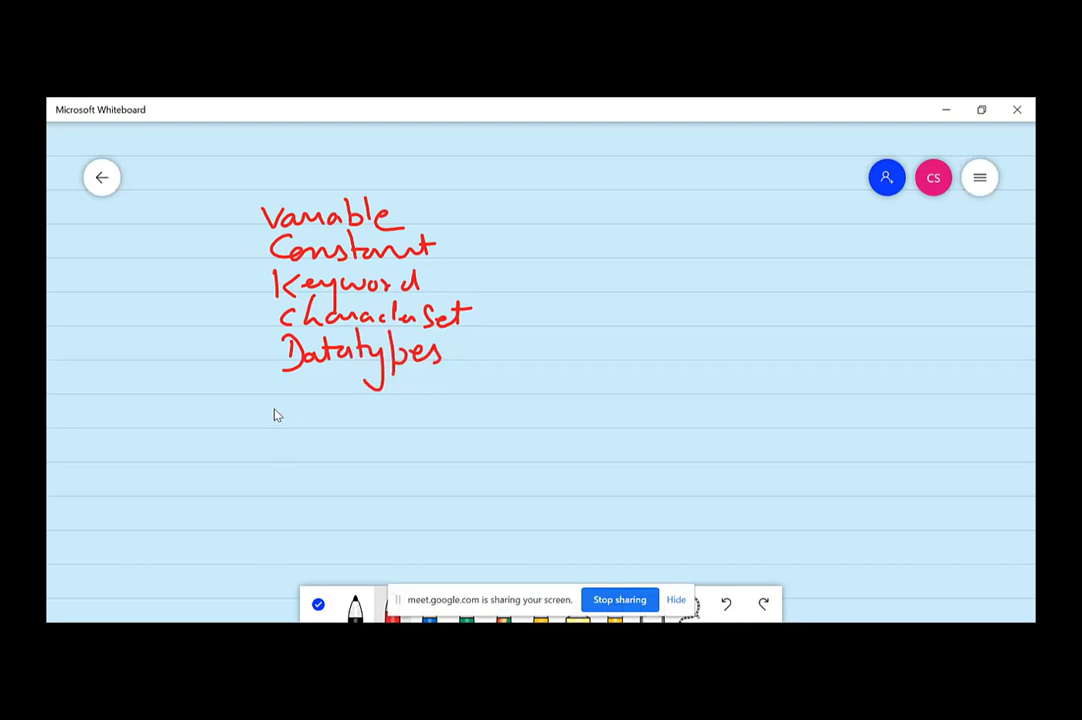 Microsoft Whiteboard
CS
Variable
Constant
Keyword
Character Set
Datatypes
meet.google.com is sharing your screen.
Stop sharing
Hide